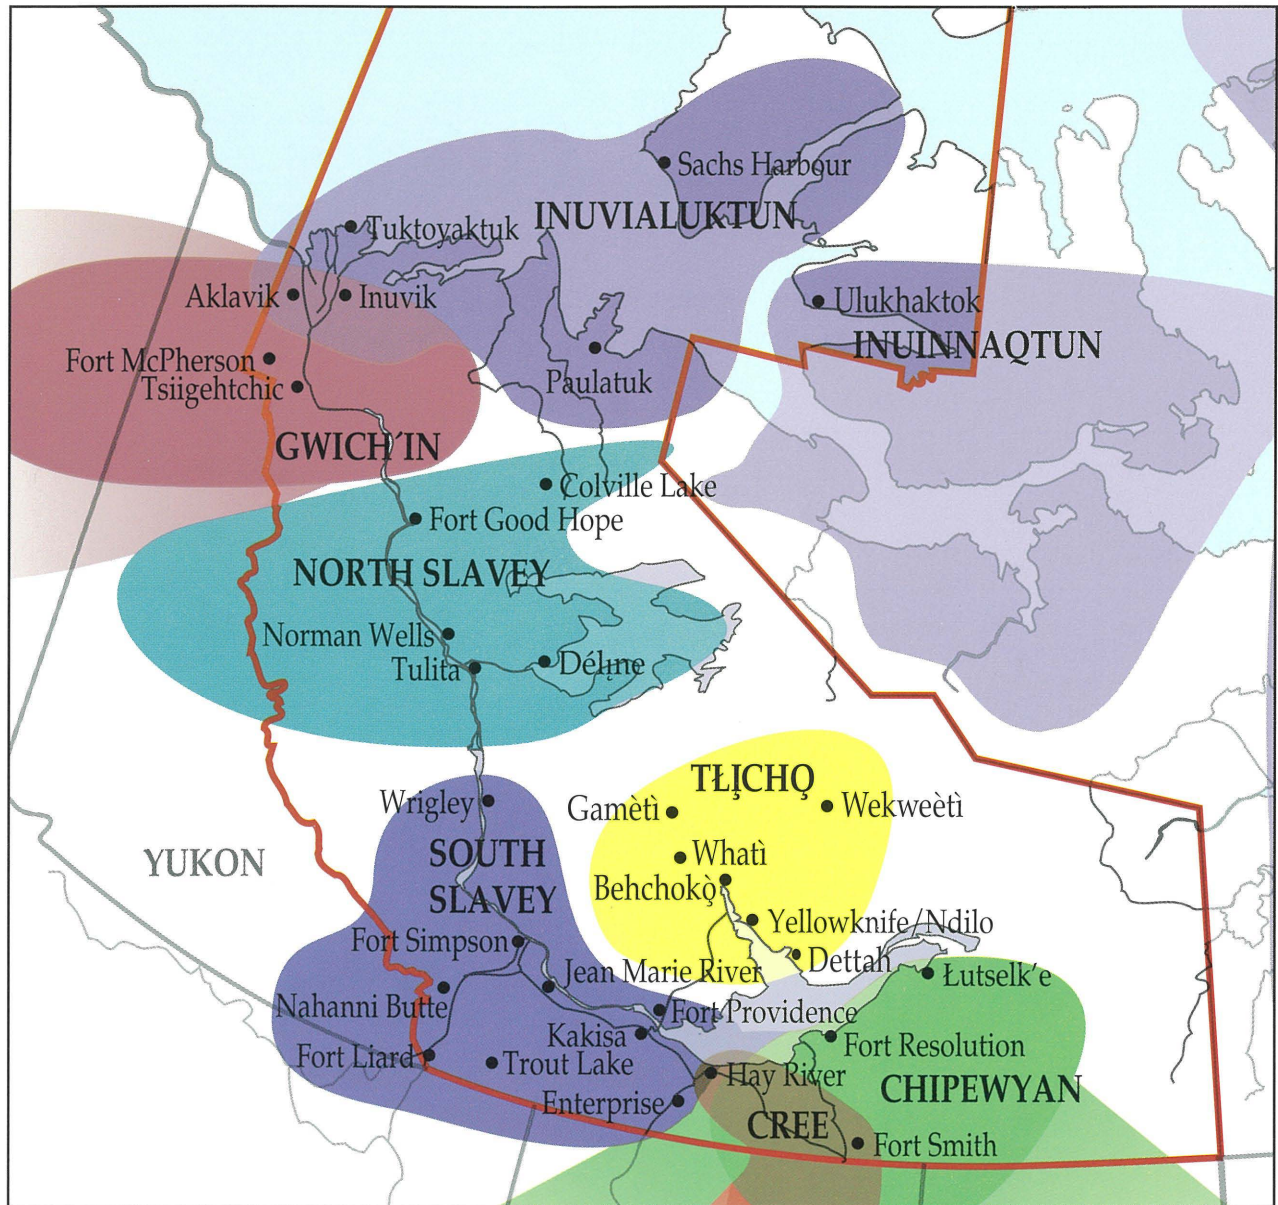 Sachs Harbour
INUVIALUKTUN
Tuktoyaktuk
Aklavik
Inuvik
Ulukhaktok
INUINNAQTUN
Fort McPherson
Tsiigehtchic
Paulatuk
GWICH´IN
Colville Lake
Fort Good Hope
NORTH SLAVEY
Norman Wells
Tulita
Délįne
TŁĮCHǪ
Wrigley
Gamètì
Wekweètì
YUKON
SOUTH
SLAVEY
Whatì
Behchokǫ̀
Yellowknife/Ndilo
Fort Simpson
Dettah
Jean Marie River
Łutselk´e
Nahanni Butte
Fort Providence
Kakisa
Fort Resolution
Fort Liard
Trout Lake
Hay River
CHIPEWYAN
Enterprise
CREE
Fort Smith